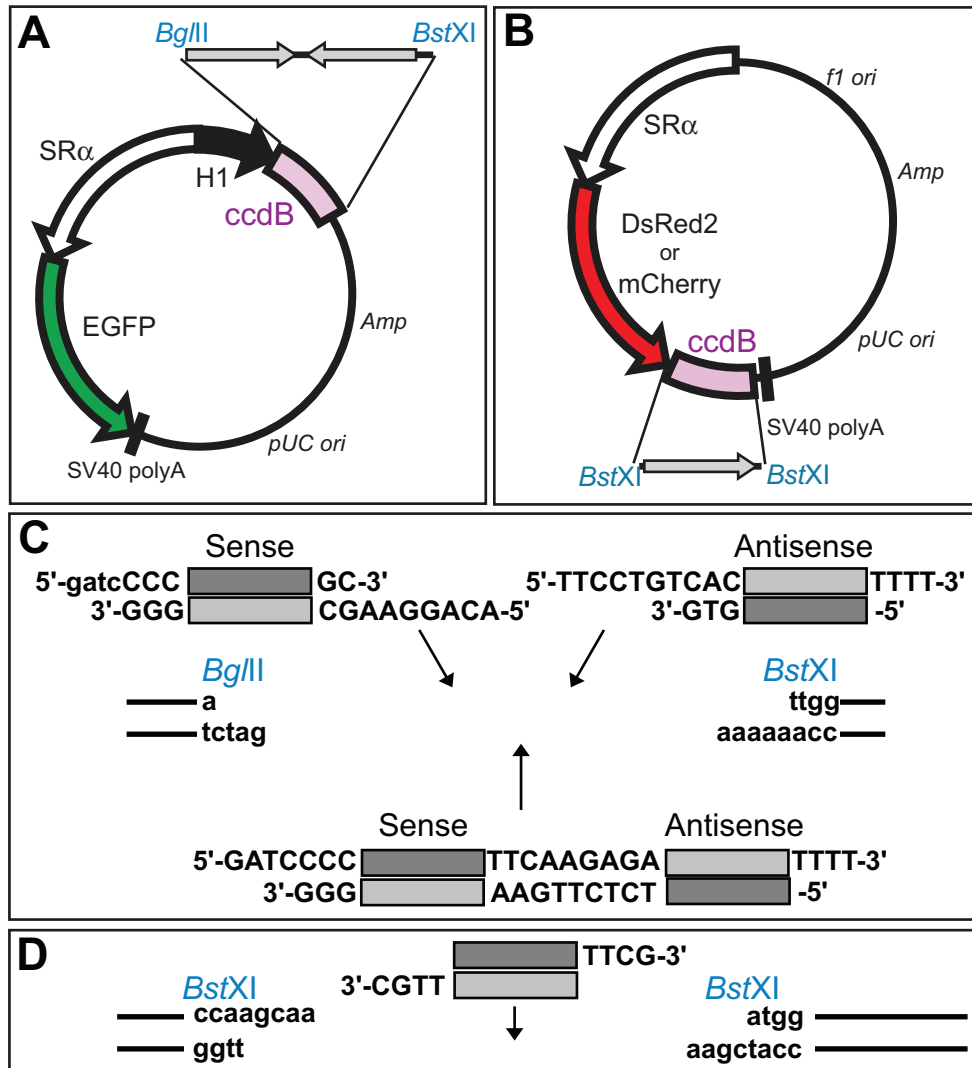 A
BglII
BstXI
SRα
H1
ccdB
EGFP
Amp
pUC ori
SV40 polyA
B
f1 ori
SRα
Amp
DsRed2
or
mCherry
ccdB
pUC ori
SV40 polyA
BstXI
BstXI
C
Sense
5'-gatcCCC GC-3'
3'-GGG CGAAGGACA-5'
Antisense
5'-TTCCTGTCAC TTTT-3'
3'-GTG -5'
BglII
a
tctag
BstXI
ttgg
aaaaaacc
Sense Antisense
5'-GATCCCC TTCAAGAGA TTTT-3'
3'-GGG AAGTTCTCT -5'
D
TTCG-3'
3'-CGTT
BstXI
ccaagcaa
ggtt
BstXI
atgg
aagctacc